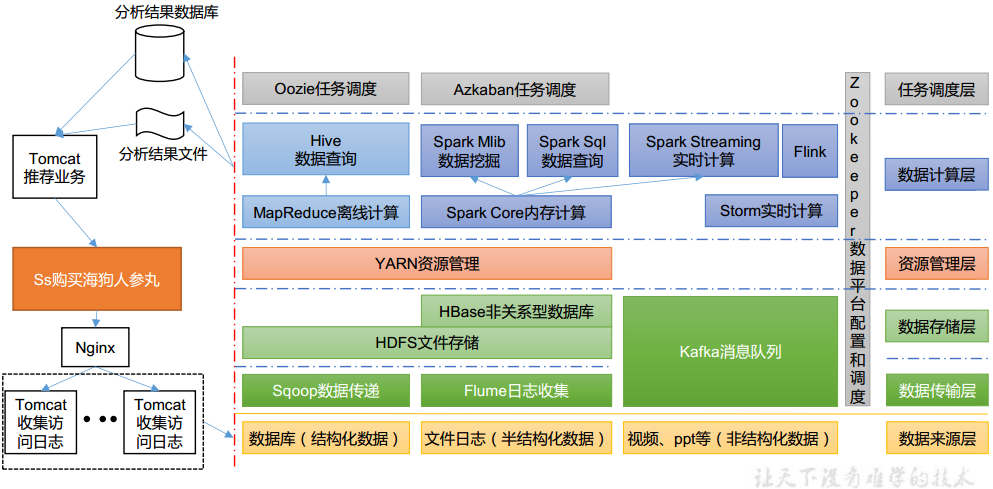 分析结果数据库
分析结果文件
Tomcat
推荐业务
Ss购买海狗人参丸
Nginx
Tomcat
收集访
问日志
• • •
Tomcat
收集访
问日志
Oozie任务调度
Azkaban任务调度
Hive
数据查询
Spark Mlib
数据挖掘
Spark Sql
数据查询
Spark Streaming
实时计算
Flink
MapReduce离线计算
Spark Core内存计算
Storm实时计算
YARN资源管理
HBase非关系型数据库
HDFS文件存储
Kafka消息队列
Sqoop数据传递
Flume日志收集
数据库（结构化数据）
文件日志（半结构化数据）
视频、ppt等（非结构化数据）
Zookeeper数据平台配置和调度
任务调度层
数据计算层
资源管理层
数据存储层
数据传输层
数据来源层
让天下没有难学的技术